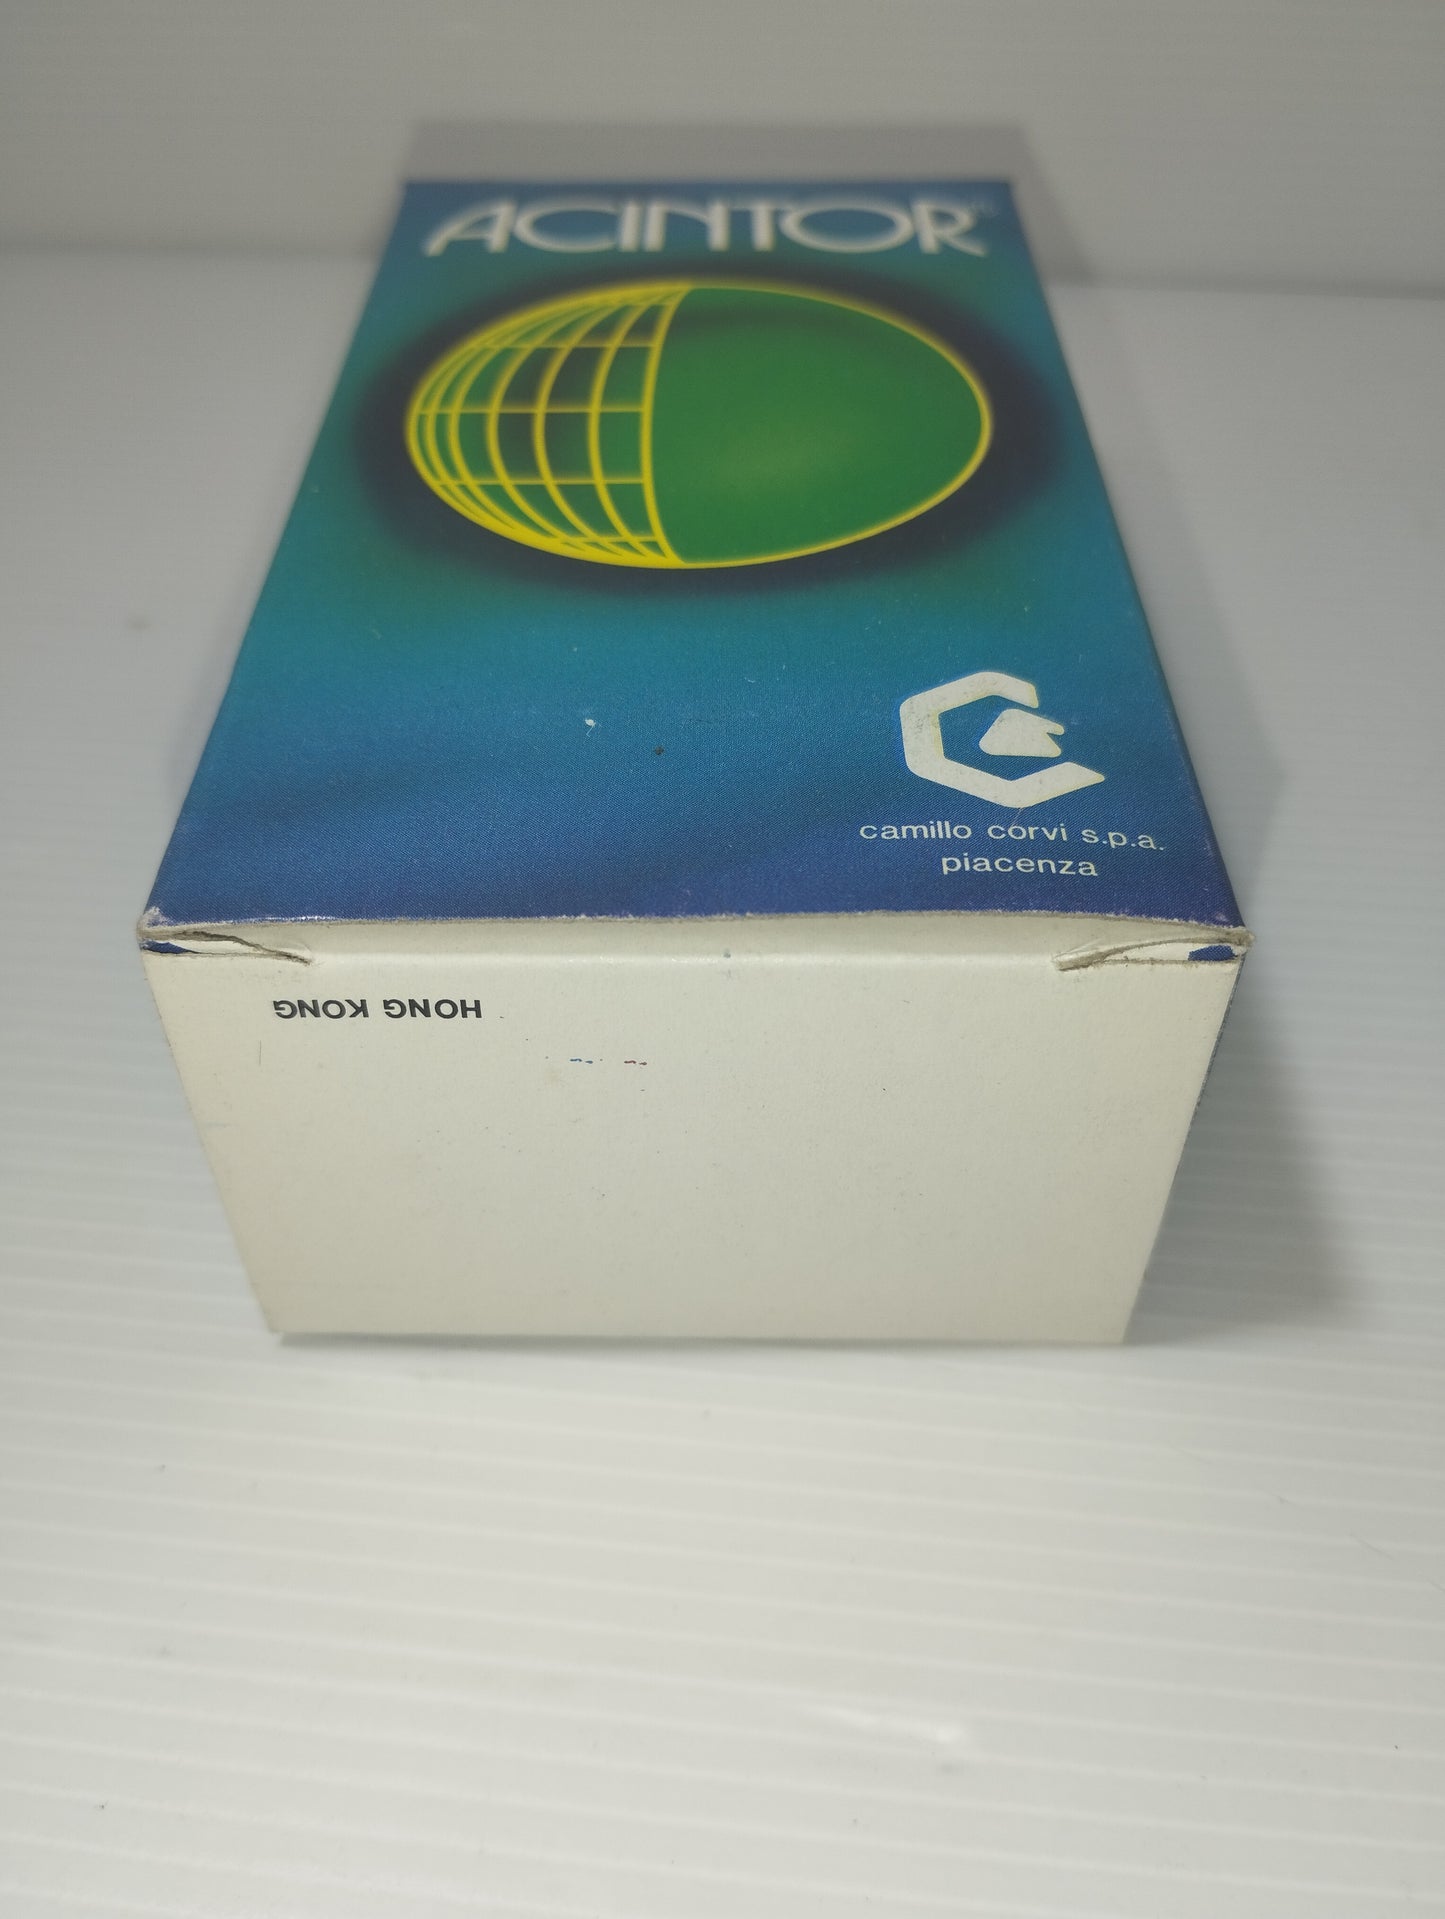 ACINTOR®
camillo corvi s.p.a.
piacenza
HONG KONG